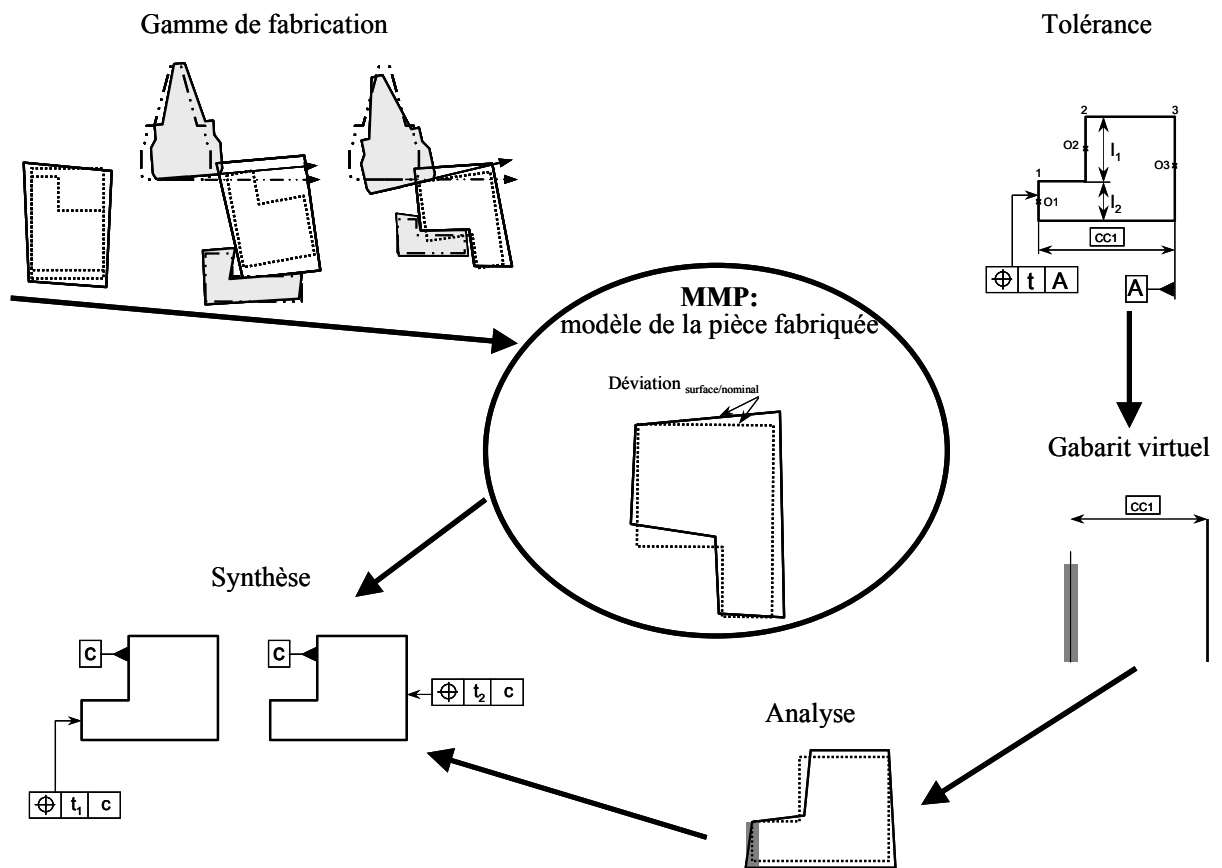 Gamme de fabrication
Tolérance
2
3
O2
l1
O3
1
O1
l2
CC1
⌖ t A
A
MMP:
modèle de la pièce fabriquée
Déviation surface/nominal
Gabarit virtuel
CC1
Synthèse
C
C
⌖ t2 c
⌖ t1 c
Analyse